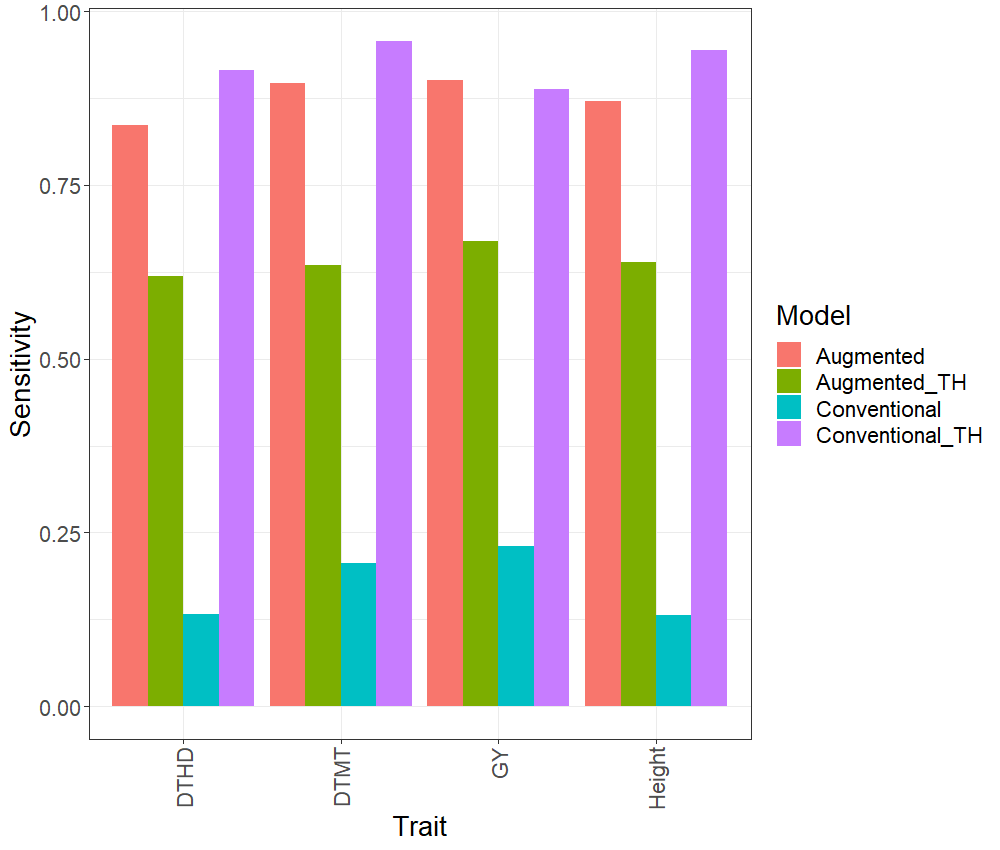 1.00
0.75
0.50
0.25
0.00
Sensitivity
DTHD
DTMT
GY
Height
Trait
Model
Augmented
Augmented_TH
Conventional
Conventional_TH